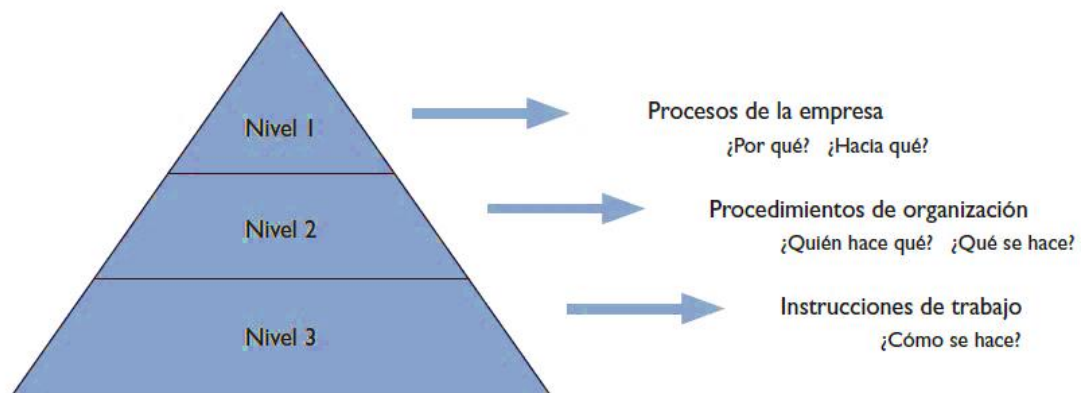 Nivel 1
Procesos de la empresa
¿Por qué? ¿Hacia qué?
Nivel 2
Procedimientos de organización
¿Quién hace qué? ¿Qué se hace?
Nivel 3
Instrucciones de trabajo
¿Cómo se hace?